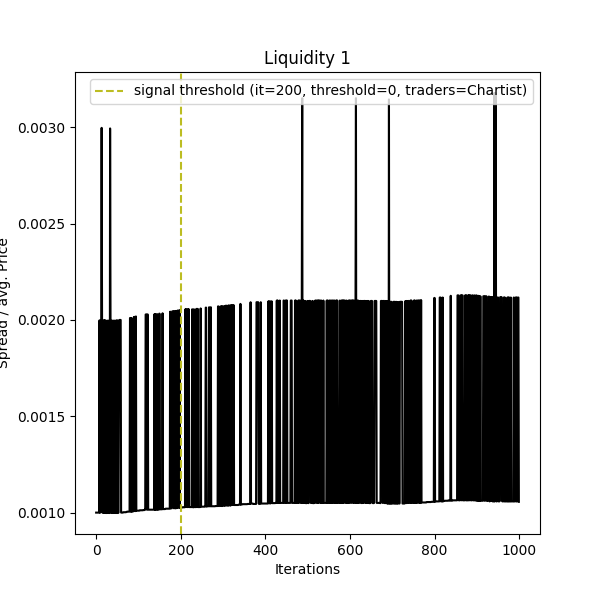 Liquidity 1
signal threshold (it=200, threshold=0, traders=Chartist)
0.0030
0.0025
0.0020
0.0015
0.0010
Spread / avg. Price
0
200
400
600
800
1000
Iterations